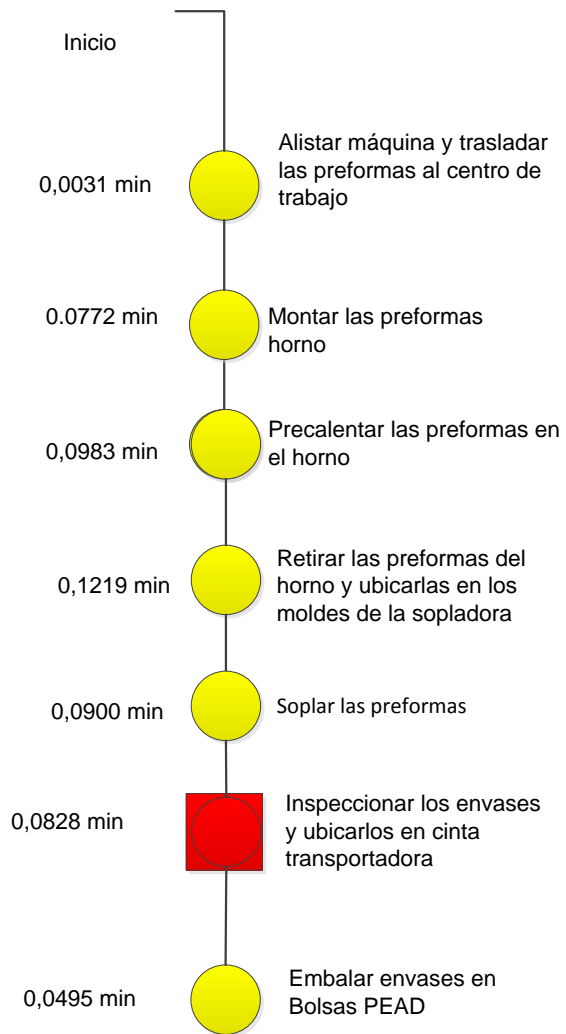 Inicio
Alistar máquina y trasladar
las preformas al centro de
trabajo
0,0031 min
0.0772 min
Montar las preformas
horno
Precalentar las preformas en
el horno
0,0983 min
Retirar las preformas del
horno y ubicarlas en los
moldes de la sopladora
0,1219 min
Soplar las preformas
0,0900 min
Inspeccionar los envases
y ubicarlos en cinta
transportadora
0,0828 min
Embalar envases en
Bolsas PEAD
0,0495 min